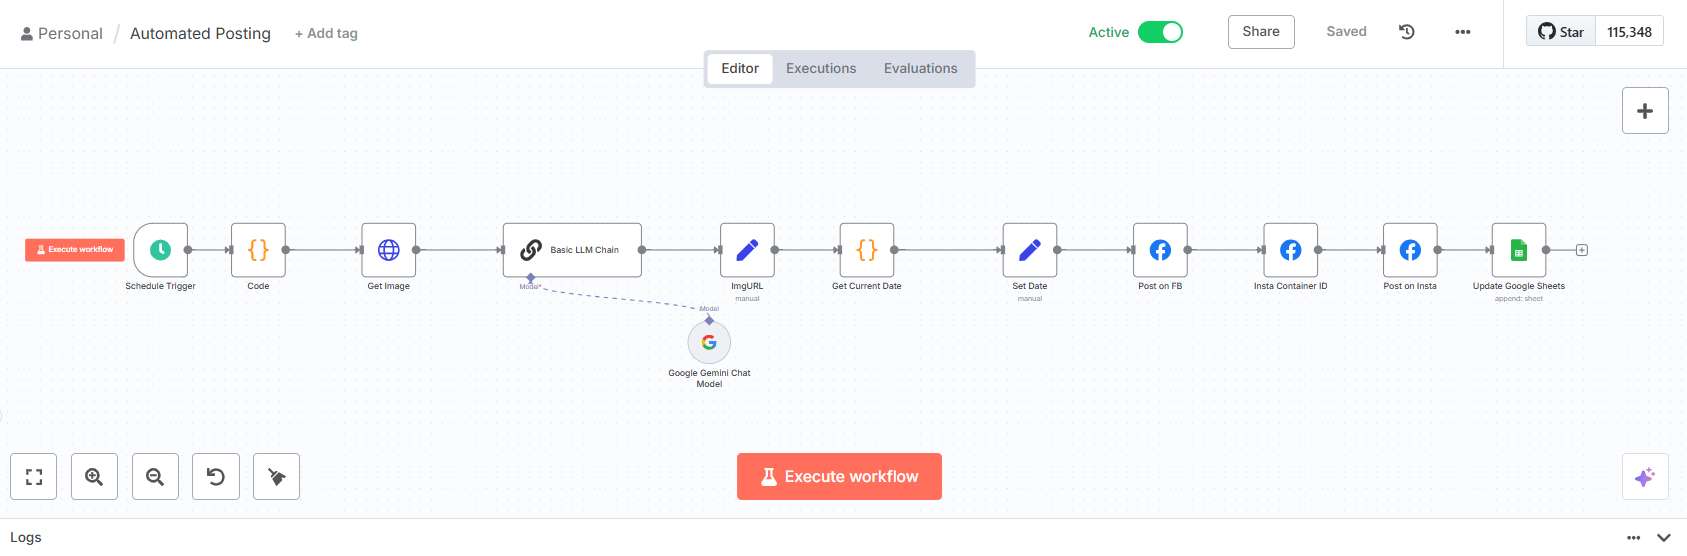 Personal / Automated Posting + Add tag
Active Share Saved Star 115,348
Editor Executions Evaluations
Execute workflow
Basic LLM Chain
Schedule Trigger
Code
Get Image
Model*
ImgURL
manual
Get Current Date
Set Date
manual
Post on FB
Insta Container ID
Post on Insta
Update Google Sheets
append: sheet
Model
Google Gemini Chat
Model
Execute workflow
Logs